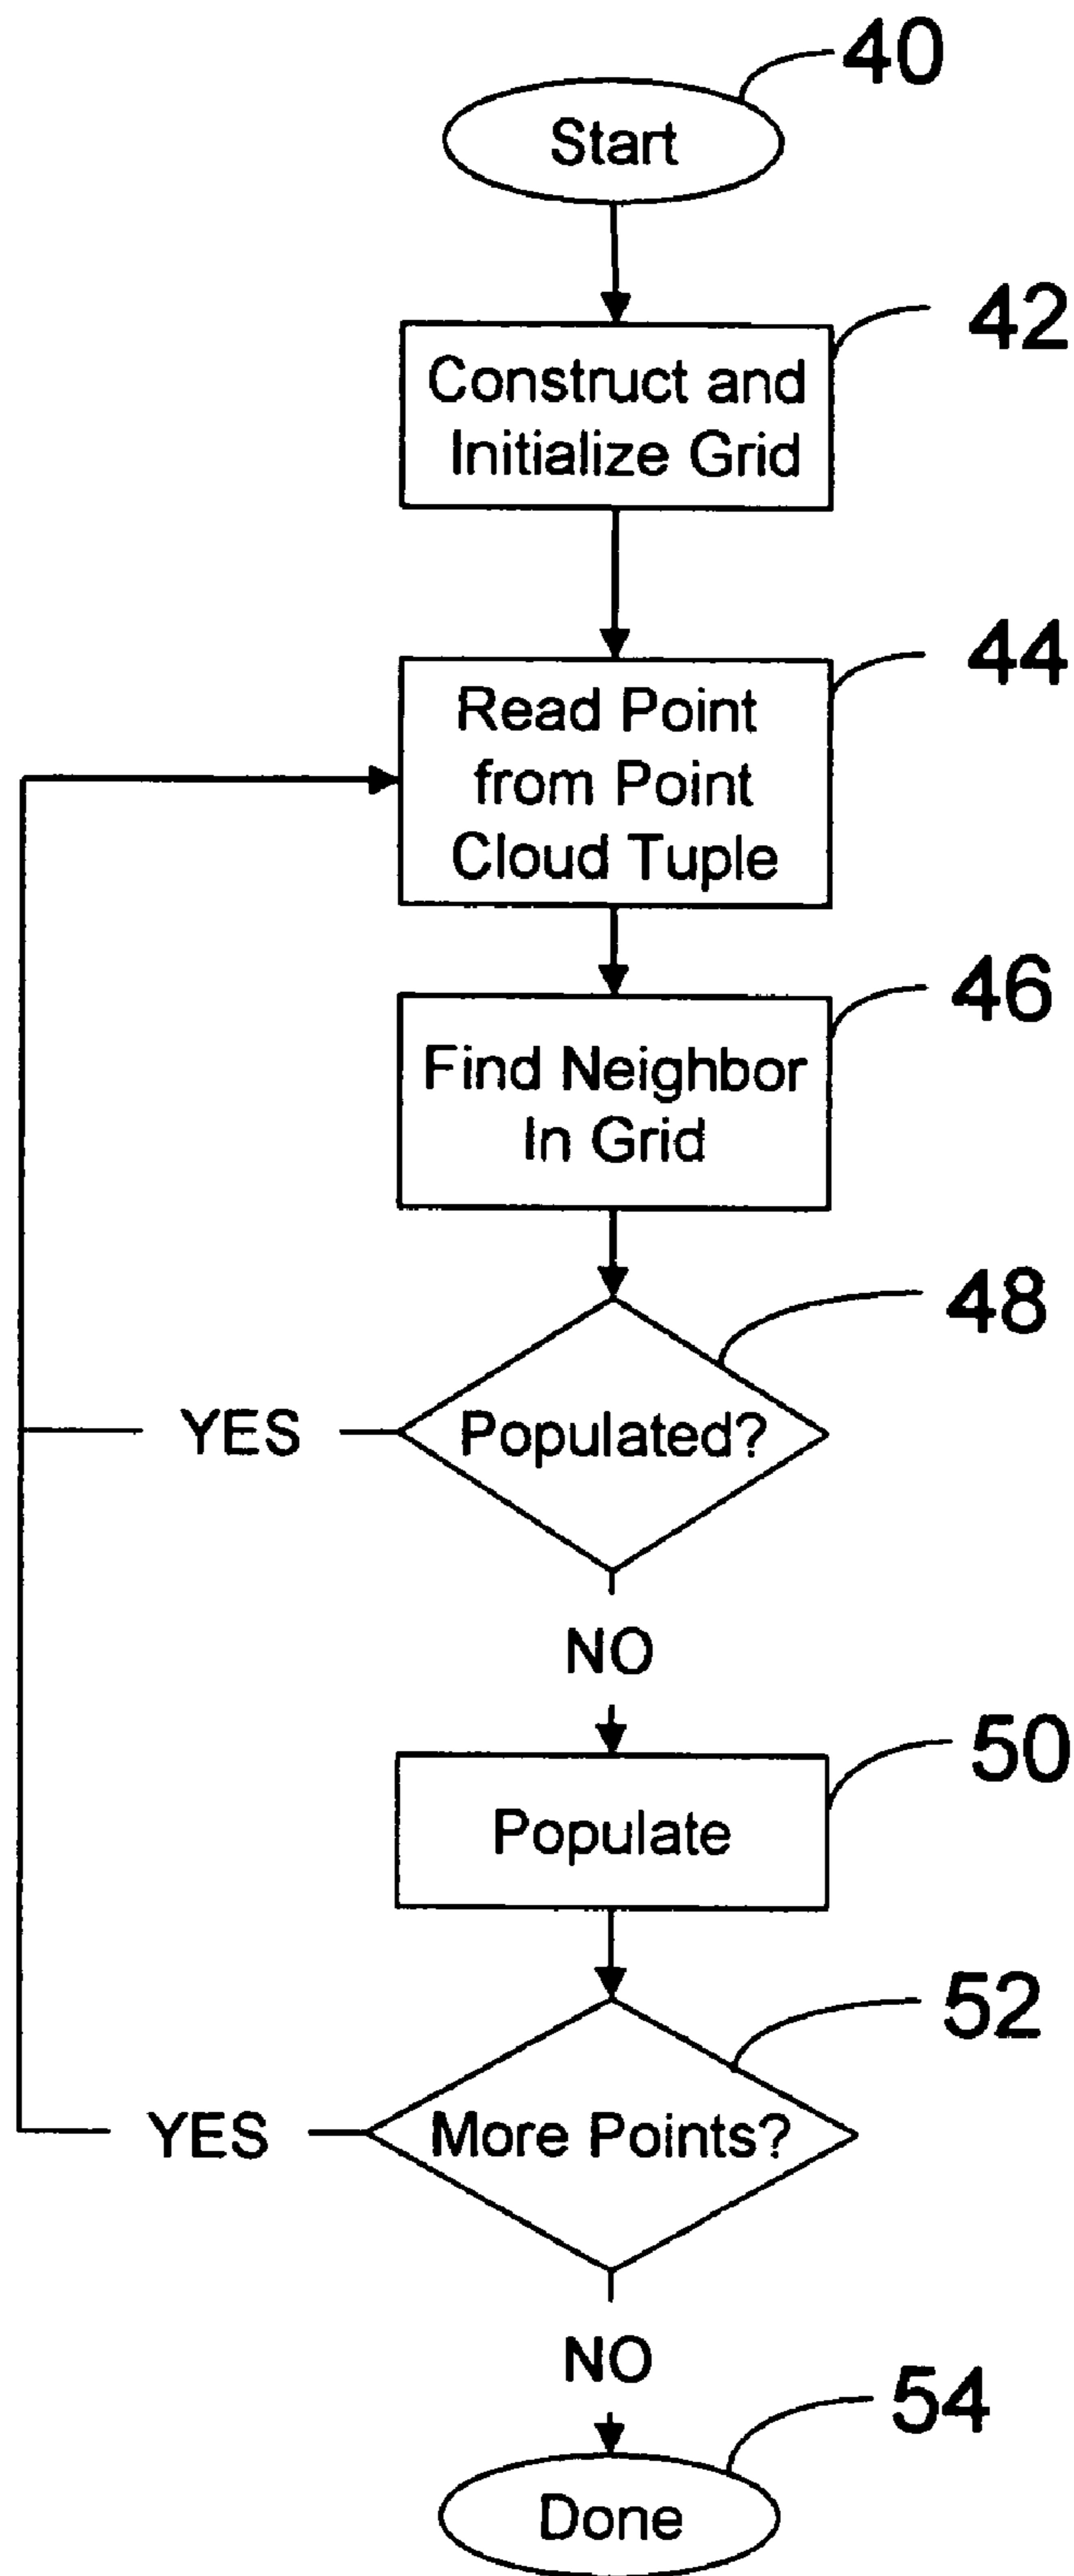 40
Start
42
Construct and
Initialize Grid
44
Read Point
from Point
Cloud Tuple
46
Find Neighbor
In Grid
48
YES
Populated?
NO
50
Populate
52
YES
More Points?
NO
54
Done